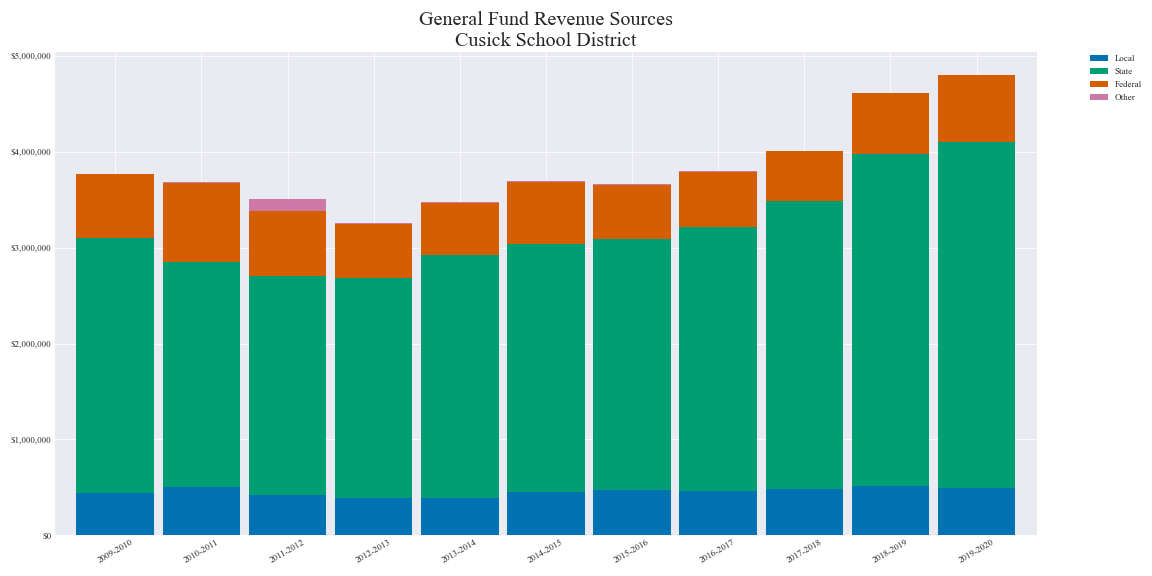 General Fund Revenue Sources
Cusick School District
$5,000,000
$4,000,000
$3,000,000
$2,000,000
$1,000,000
$0
2009-2010
2010-2011
2011-2012
2012-2013
2013-2014
2014-2015
2015-2016
2016-2017
2017-2018
2018-2019
2019-2020
Local
State
Federal
Other